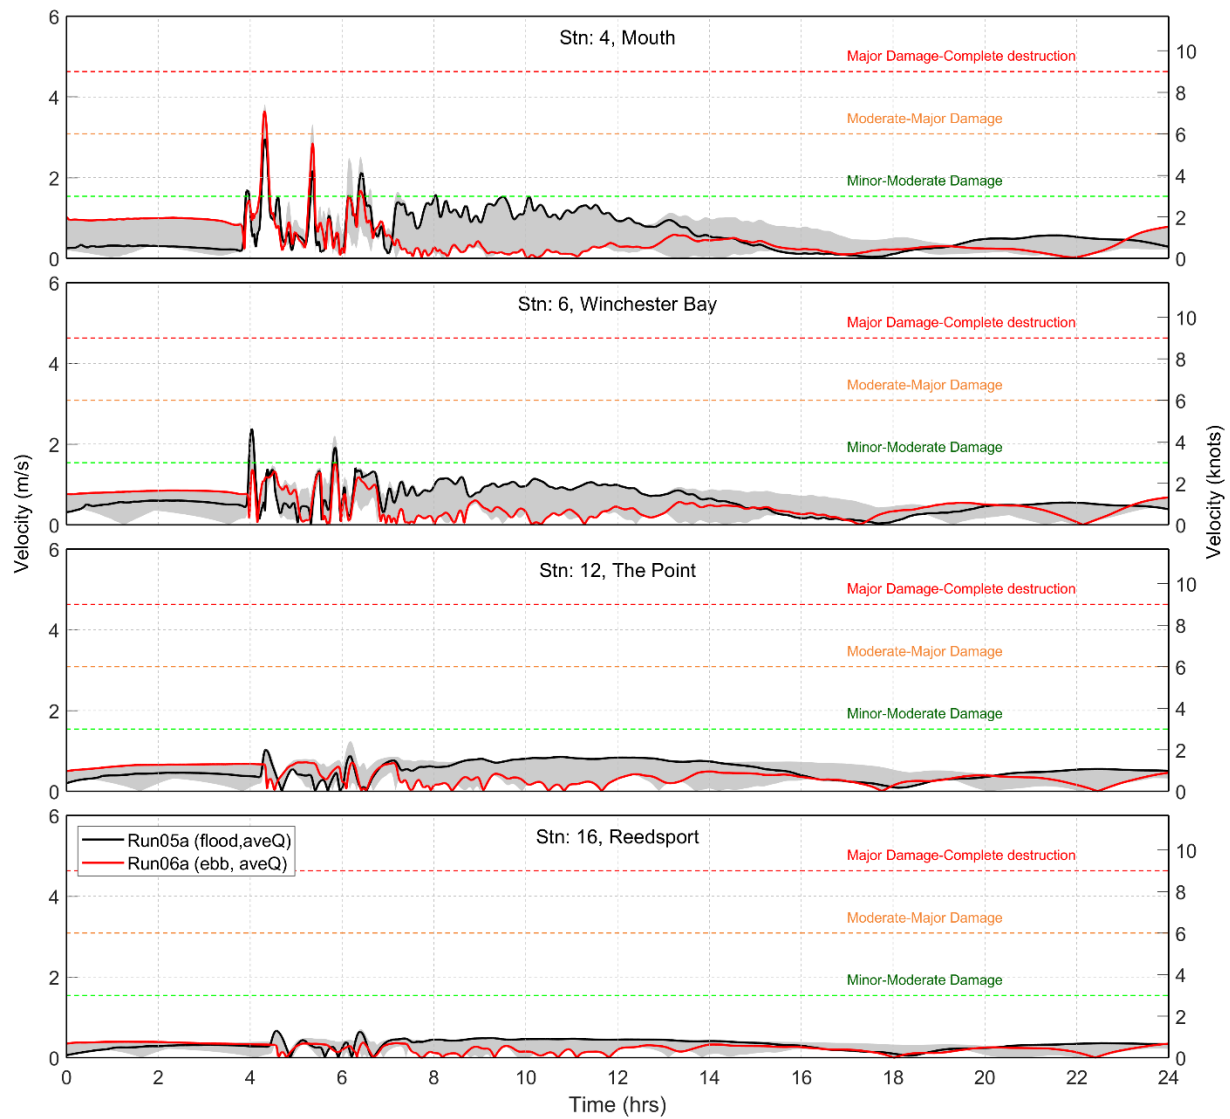 6
4
2
0
Stn: 4, Mouth
Major Damage-Complete destruction
Moderate-Major Damage
Minor-Moderate Damage
10
8
6
4
2
0
6
4
2
0
Stn: 6, Winchester Bay
Major Damage-Complete destruction
Moderate-Major Damage
Minor-Moderate Damage
10
8
6
4
2
0
Velocity (m/s)
Velocity (knots)
6
4
2
0
Stn: 12, The Point
Major Damage-Complete destruction
Moderate-Major Damage
Minor-Moderate Damage
10
8
6
4
2
0
6
4
2
0
Stn: 16, Reedsport
Run05a (flood,aveQ)
Run06a (ebb, aveQ)
Major Damage-Complete destruction
Moderate-Major Damage
Minor-Moderate Damage
10
8
6
4
2
0
0 2 4 6 8 10 12 14 16 18 20 22 24
Time (hrs)